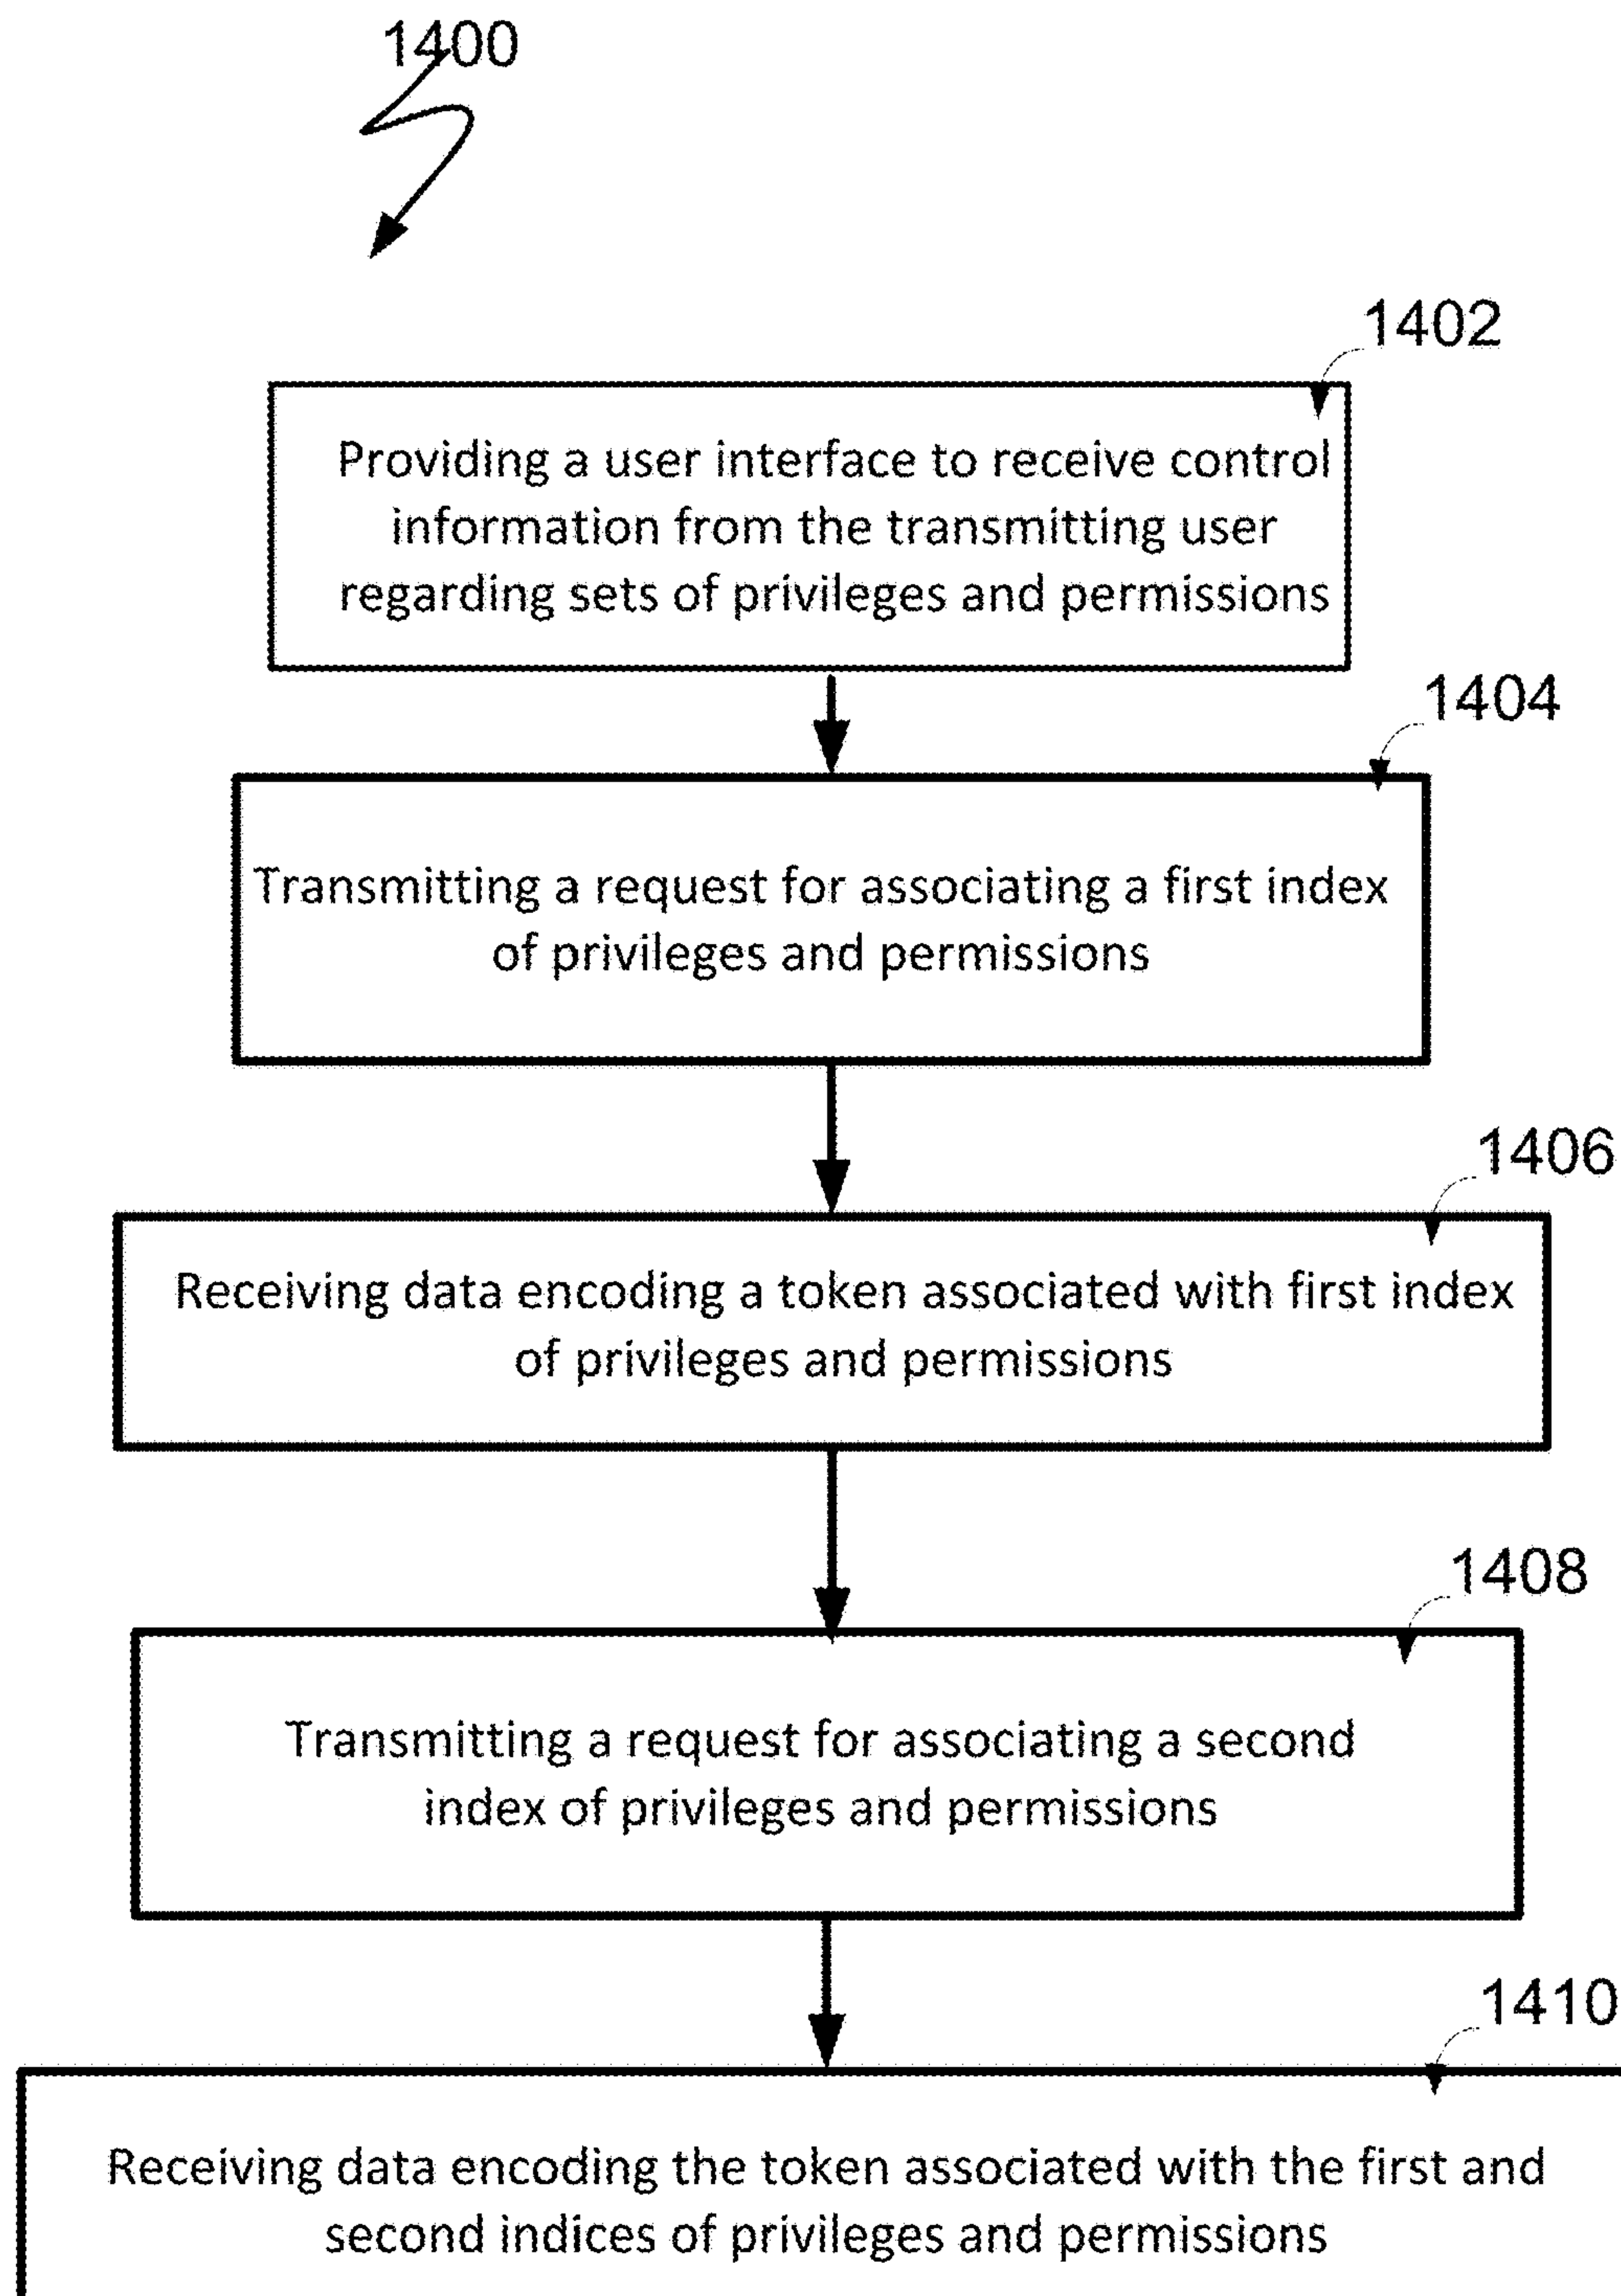 1400
1402
Providing a user interface to receive control
information from the transmitting user
regarding sets of privileges and permissions
1404
Transmitting a request for associating a first index
of privileges and permissions
1406
Receiving data encoding a token associated with first index
of privileges and permissions
1408
Transmitting a request for associating a second
index of privileges and permissions
1410
Receiving data encoding the token associated with the first and
second indices of privileges and permissions